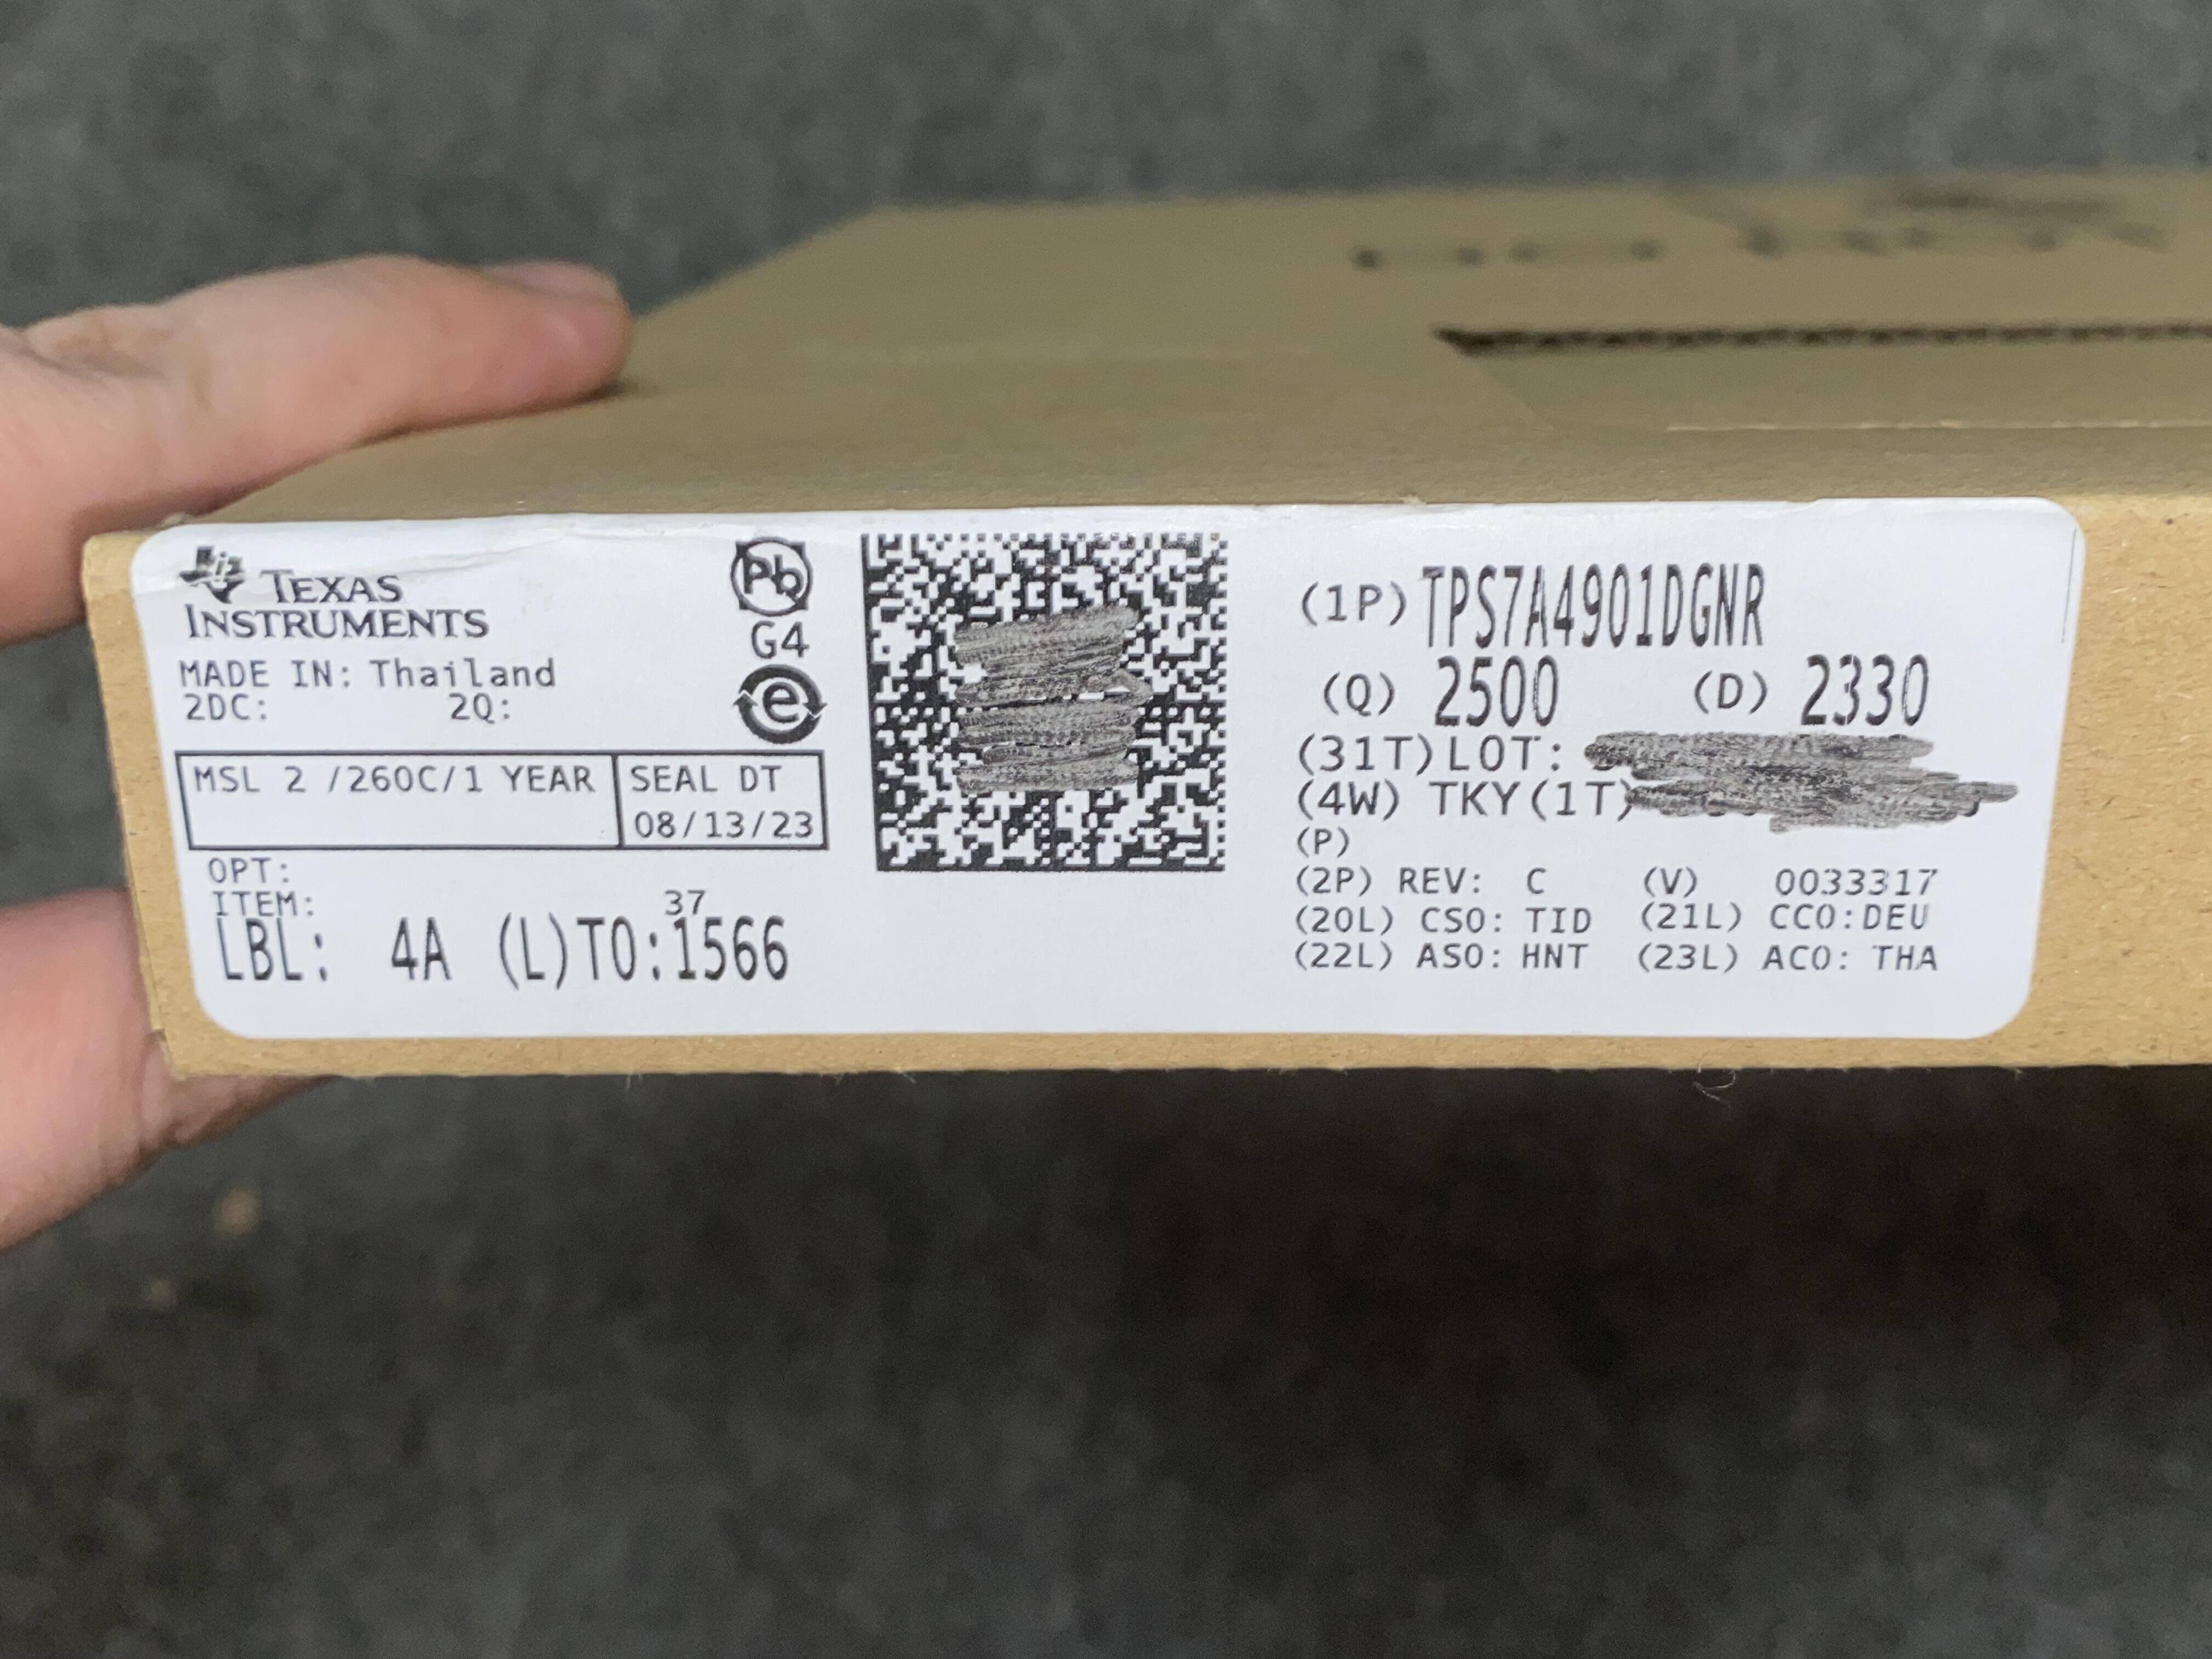 TEXAS
INSTRUMENTS
MADE IN: Thailand
2DC: 2Q:
Pb
G4
e
MSL 2 /260C/1 YEAR
SEAL DT
08/13/23
OPT:
ITEM: 37
LBL: 4A (L)TO:1566
(1P) TPS7A4901DGNR
(Q) 2500 (D) 2330
(31T)LOT:
(4W) TKY(1T)
(P)
(2P) REV: C (V) 0033317
(20L) CSO: TID (21L) CCO:DEU
(22L) ASO: HNT (23L) ACO: THA